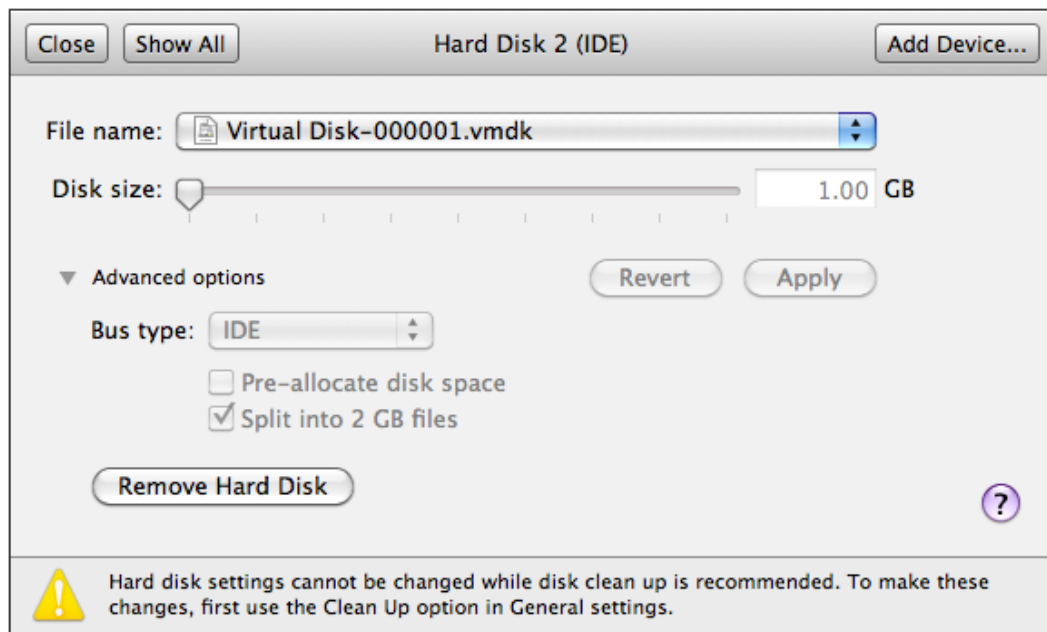 Close Show All Hard Disk 2 (IDE) Add Device...
File name: Virtual Disk-000001.vmdk
Disk size: 1.00 GB
Advanced options Revert Apply
Bus type: IDE
Pre-allocate disk space
Split into 2 GB files
Remove Hard Disk
?
Hard disk settings cannot be changed while disk clean up is recommended. To make these
changes, first use the Clean Up option in General settings.